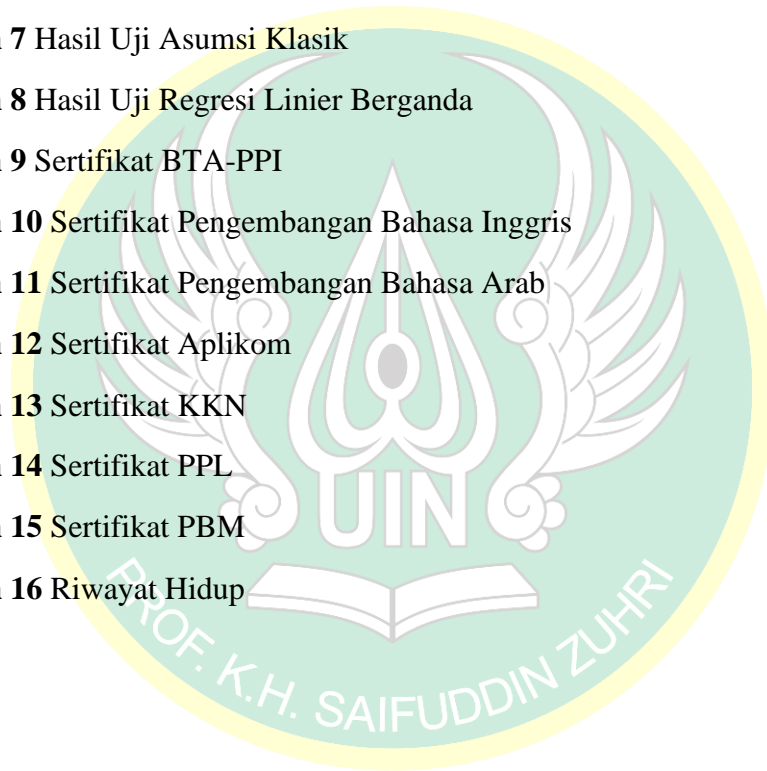 n 7 Hasil Uji Asumsi Klasik
n 8 Hasil Uji Regresi Linier Berganda
n 9 Sertifikat BTA-PPI
n 10 Sertifikat Pengembangan Bahasa Inggris
n 11 Sertifikat Pengembangan Bahasa Arab
n 12 Sertifikat Aplikom
n 13 Sertifikat KKN
n 14 Sertifikat PPL
n 15 Sertifikat PBM
n 16 Riwayat Hidup
UIN
PROF. K.H. SAIFUDDIN ZUHRI